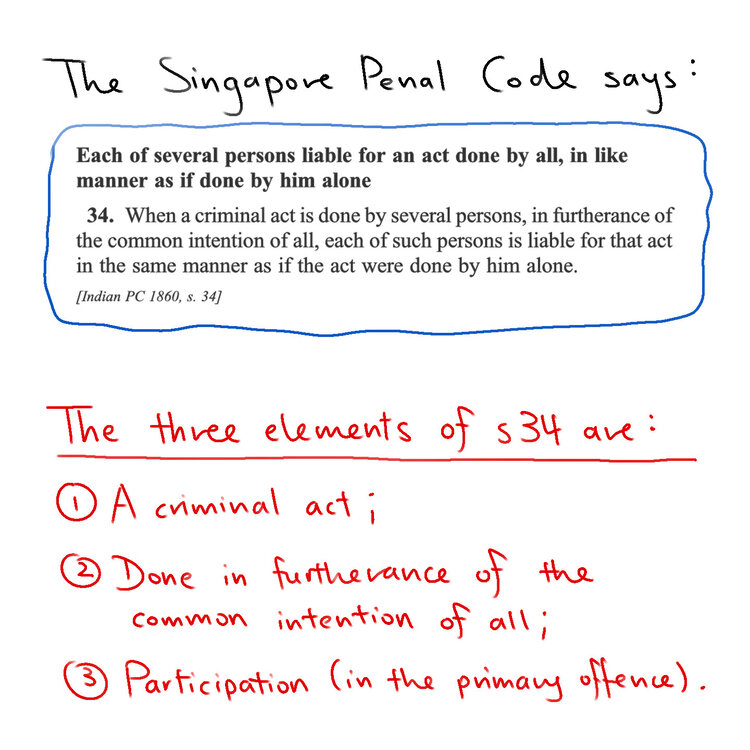 The Singapore Penal Code says:
Each of several persons liable for an act done by all, in like
manner as if done by him alone
34. When a criminal act is done by several persons, in furtherance of
the common intention of all, each of such persons is liable for that act
in the same manner as if the act were done by him alone.
[Indian PC 1860, s. 34]
The three elements of s34 are:
① A criminal act;
② Done in furtherance of the
common intention of all;
③ Participation (in the primary offence).